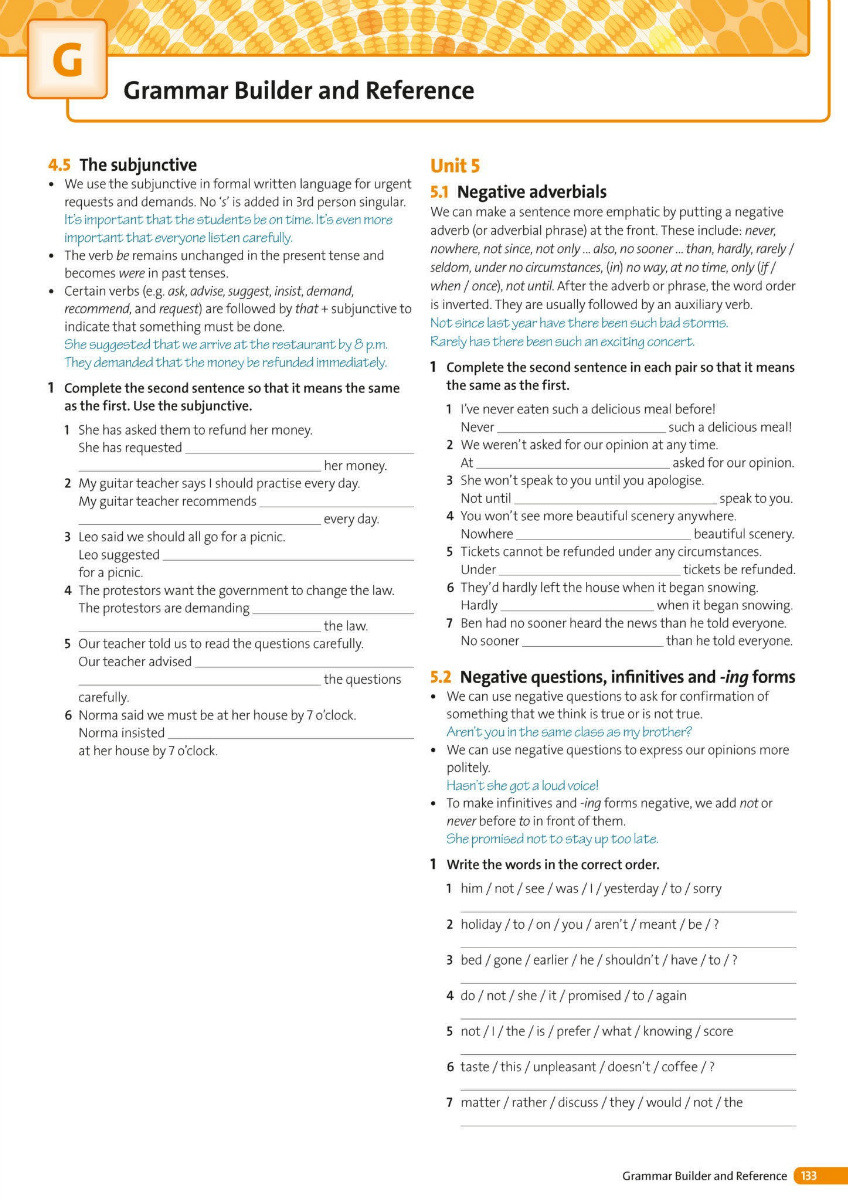 G
Grammar Builder and Reference
4.5 The subjunctive
• We use the subjunctive in formal written language for urgent
requests and demands. No ‘s’ is added in 3rd person singular.
It's important that the students be on time. It's even more
important that everyone listen carefully.
• The verb be remains unchanged in the present tense and
becomes were in past tenses.
• Certain verbs (e.g. ask, advise, suggest, insist, demand,
recommend, and request) are followed by that + subjunctive to
indicate that something must be done.
She suggested that we arrive at the restaurant by 8 p.m.
They demanded that the money be refunded immediately.
1 Complete the second sentence so that it means the same
as the first. Use the subjunctive.
1 She has asked them to refund her money.
She has requested ____
____ her money.
2 My guitar teacher says I should practise every day.
My guitar teacher recommends ____
____ every day.
3 Leo said we should all go for a picnic.
Leo suggested ____
for a picnic.
4 The protestors want the government to change the law.
The protestors are demanding ____
____ the law.
5 Our teacher told us to read the questions carefully.
Our teacher advised ____
____ the questions
carefully.
6 Norma said we must be at her house by 7 o’clock.
Norma insisted ____
at her house by 7 o’clock.
Unit 5
5.1 Negative adverbials
We can make a sentence more emphatic by putting a negative
adverb (or adverbial phrase) at the front. These include: never,
nowhere, not since, not only ... also, no sooner ... than, hardly, rarely /
seldom, under no circumstances, (in) no way, at no time, only (if /
when / once), not until. After the adverb or phrase, the word order
is inverted. They are usually followed by an auxiliary verb.
Not since last year have there been such bad storms.
Rarely has there been such an exciting concert.
1 Complete the second sentence in each pair so that it means
the same as the first.
1 I’ve never eaten such a delicious meal before!
Never ____ such a delicious meal!
2 We weren’t asked for our opinion at any time.
At ____ asked for our opinion.
3 She won’t speak to you until you apologise.
Not until ____ speak to you.
4 You won’t see more beautiful scenery anywhere.
Nowhere ____ beautiful scenery.
5 Tickets cannot be refunded under any circumstances.
Under ____ tickets be refunded.
6 They’d hardly left the house when it began snowing.
Hardly ____ when it began snowing.
7 Ben had no sooner heard the news than he told everyone.
No sooner ____ than he told everyone.
5.2 Negative questions, infinitives and -ing forms
• We can use negative questions to ask for confirmation of
something that we think is true or is not true.
Aren't you in the same class as my brother?
• We can use negative questions to express our opinions more
politely.
Hasn't she got a loud voice!
• To make infinitives and -ing forms negative, we add not or
never before to in front of them.
She promised not to stay up too late.
1 Write the words in the correct order.
1 him / not / see / was / I / yesterday / to / sorry
2 holiday / to / on / you / aren’t / meant / be / ?
3 bed / gone / earlier / he / shouldn’t / have / to / ?
4 do / not / she / it / promised / to / again
5 not / I / the / is / prefer / what / knowing / score
6 taste / this / unpleasant / doesn’t / coffee / ?
7 matter / rather / discuss / they / would / not / the
Grammar Builder and Reference 133